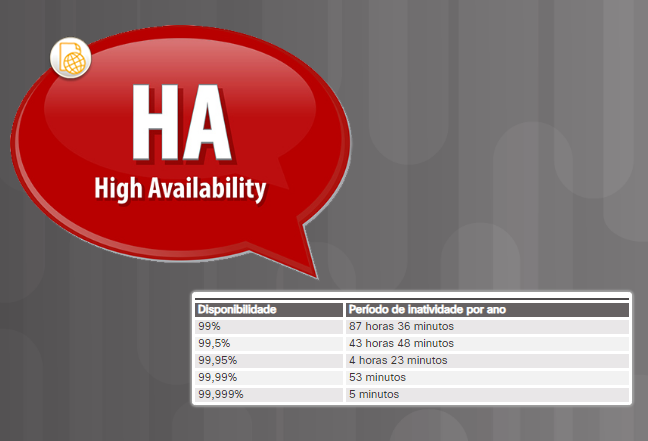 HA
High Availability
Disponibilidade Período de inatividade por ano
99% 87 horas 36 minutos
99,5% 43 horas 48 minutos
99,95% 4 horas 23 minutos
99,99% 53 minutos
99,999% 5 minutos